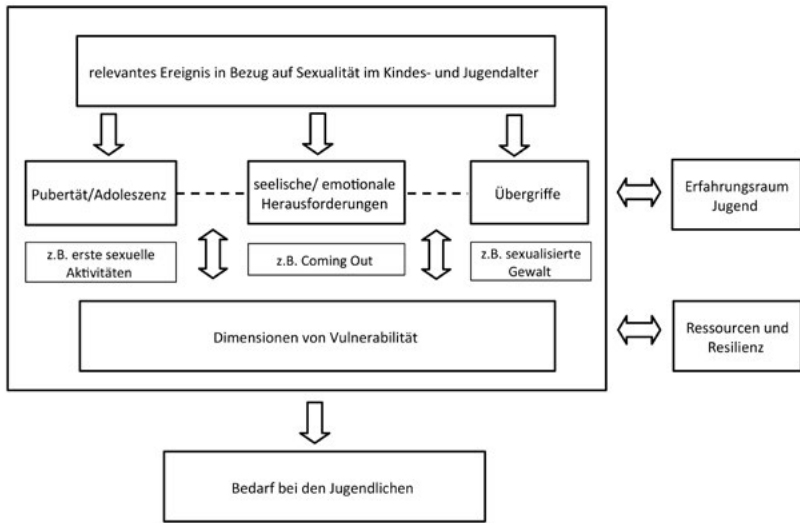 relevantes Ereignis in Bezug auf Sexualität im Kindes- und Jugendalter
Pubertät/Adoleszenz
seelische/ emotionale
Herausforderungen
Übergriffe
Erfahrungsraum
Jugend
z.B. erste sexuelle
Aktivitäten
z.B. Coming Out
z.B. sexualisierte
Gewalt
Dimensionen von Vulnerabilität
Ressourcen und
Resilienz
Bedarf bei den Jugendlichen